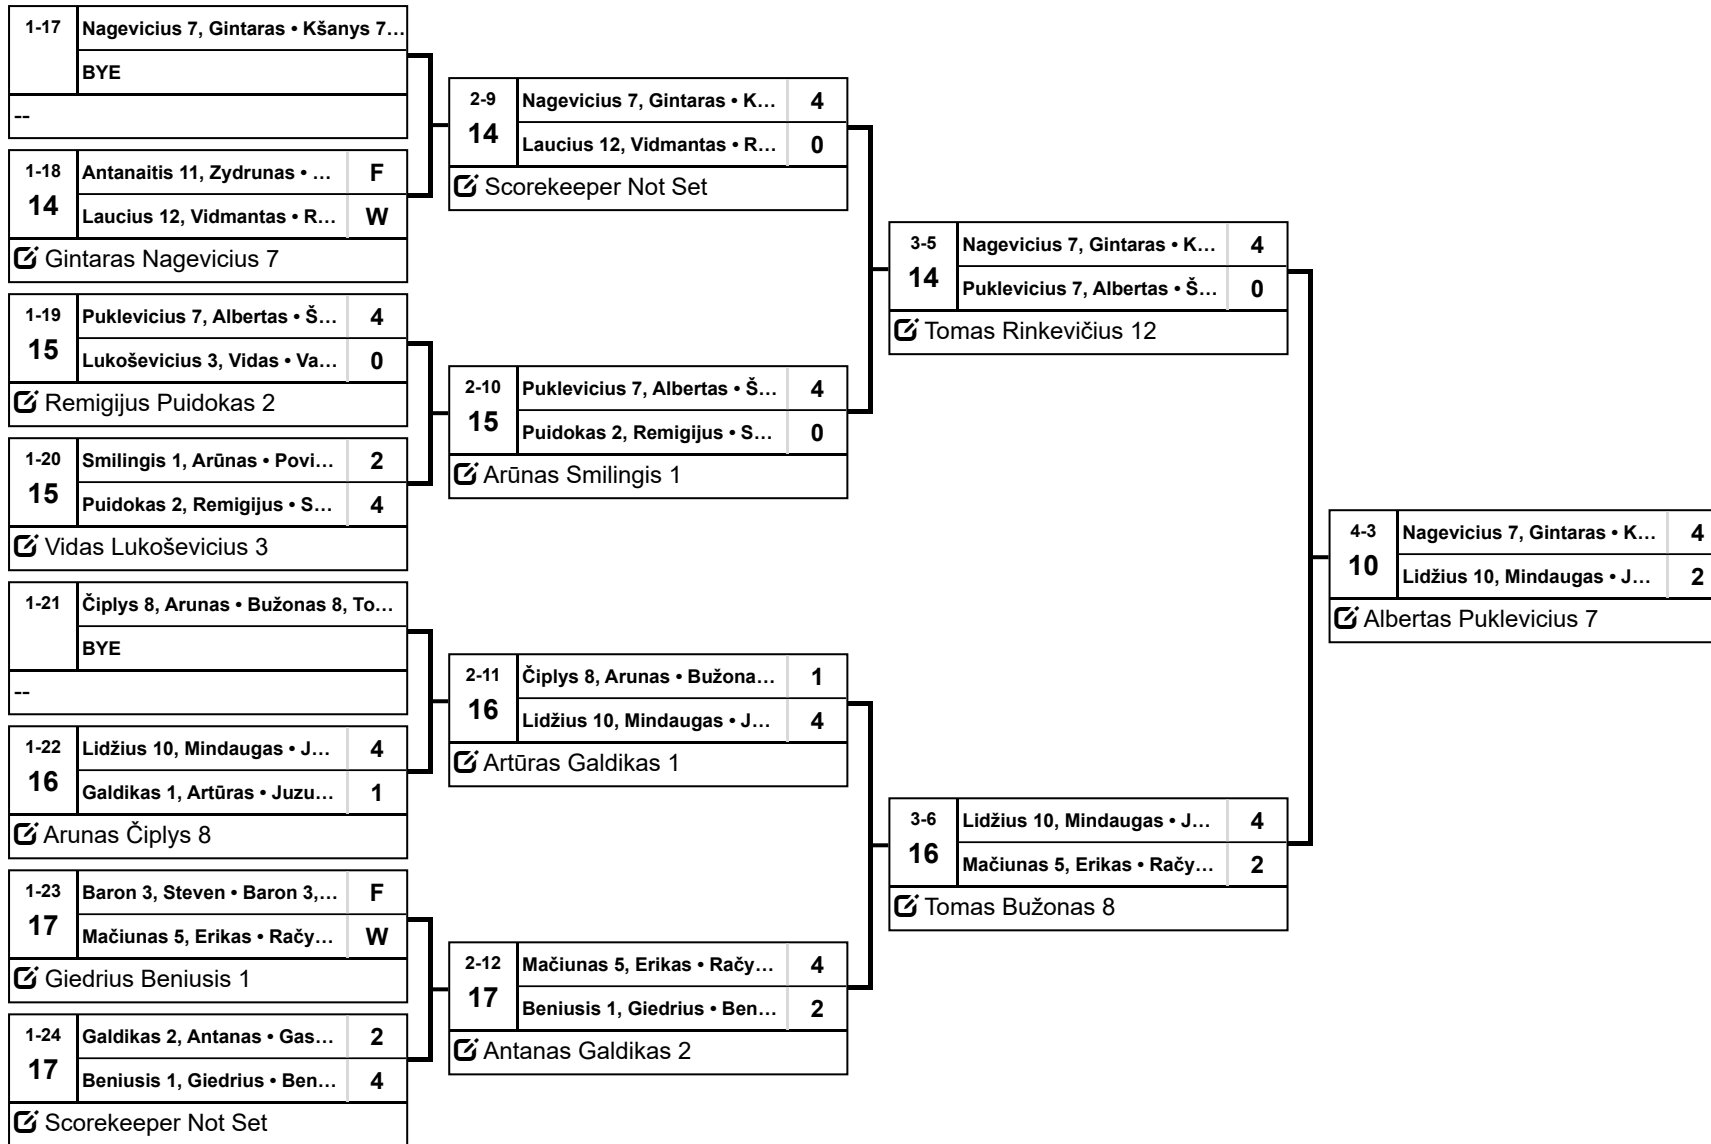 1-17
Nagevicius 7, Gintaras • Kšanys 7…
BYE
--
1-18
14
Antanaitis 11, Zydrunas • …
F
Laucius 12, Vidmantas • R…
W
Gintaras Nagevicius 7
1-19
15
Puklevicius 7, Albertas • Š…
4
Lukoševicius 3, Vidas • Va…
0
Remigijus Puidokas 2
1-20
15
Smilingis 1, Arūnas • Povi…
2
Puidokas 2, Remigijus • S…
4
Vidas Lukoševicius 3
1-21
Čiplys 8, Arunas • Bužonas 8, To…
BYE
--
1-22
16
Lidžius 10, Mindaugas • J…
4
Galdikas 1, Artūras • Juzu…
1
Arunas Čiplys 8
1-23
17
Baron 3, Steven • Baron 3,…
F
Mačiunas 5, Erikas • Račy…
W
Giedrius Beniusis 1
1-24
17
Galdikas 2, Antanas • Gas…
2
Beniusis 1, Giedrius • Ben…
4
Scorekeeper Not Set
2-9
14
Nagevicius 7, Gintaras • K…
4
Laucius 12, Vidmantas • R…
0
Scorekeeper Not Set
2-10
15
Puklevicius 7, Albertas • Š…
4
Puidokas 2, Remigijus • S…
0
Arūnas Smilingis 1
2-11
16
Čiplys 8, Arunas • Bužona…
1
Lidžius 10, Mindaugas • J…
4
Artūras Galdikas 1
2-12
17
Mačiunas 5, Erikas • Račy…
4
Beniusis 1, Giedrius • Ben…
2
Antanas Galdikas 2
3-5
14
Nagevicius 7, Gintaras • K…
4
Puklevicius 7, Albertas • Š…
0
Tomas Rinkevičius 12
3-6
16
Lidžius 10, Mindaugas • J…
4
Mačiunas 5, Erikas • Račy…
2
Tomas Bužonas 8
4-3
10
Nagevicius 7, Gintaras • K…
4
Lidžius 10, Mindaugas • J…
2
Albertas Puklevicius 7